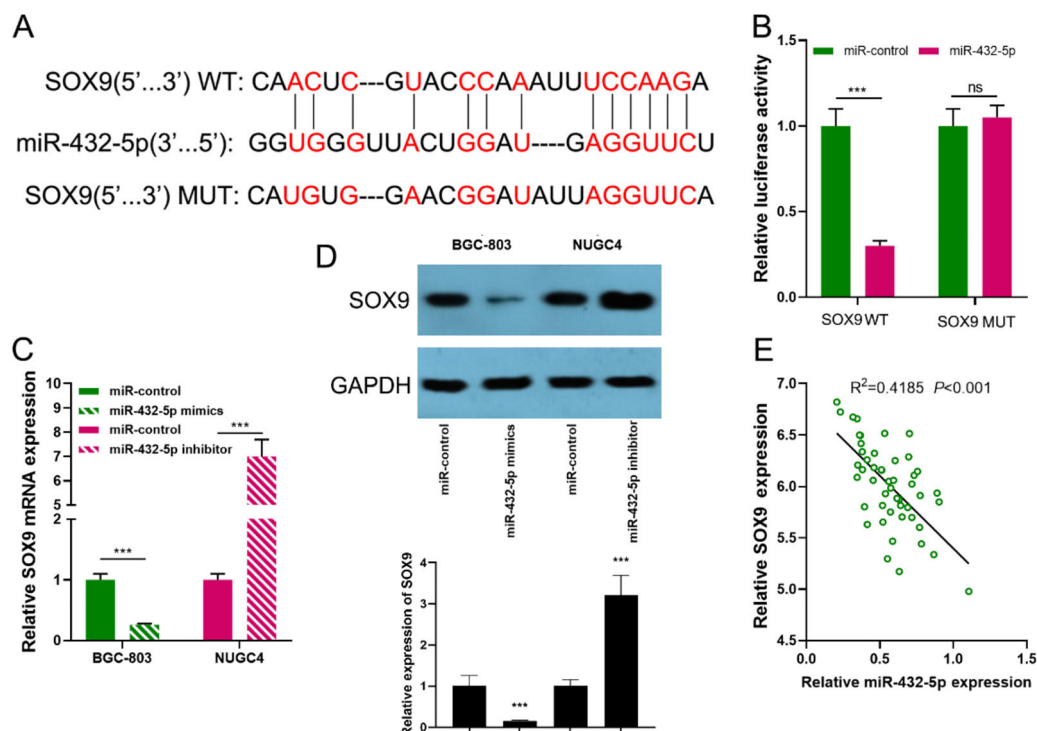 A
SOX9(5'...3') WT: CAACUC---GUACCCAAAUUUCCAAGA
miR-432-5p(3'...5'): GGUGGGUUACUGGAU----GAGGUUCU
SOX9(5'...3') MUT: CAUGUG---GAACGGAUAUUAGGUUCA
B
miR-control
miR-432-5p
Relative luciferase activity
1.5
1.0
0.5
0.0
***
ns
SOX9 WT
SOX9 MUT
C
miR-control
miR-432-5p mimics
miR-control
miR-432-5p inhibitor
Relative SOX9 mRNA expression
10
9
8
7
6
5
2
1
0
***
***
BGC-803
NUGC4
D
BGC-803
NUGC4
SOX9
GAPDH
miR-control
miR-432-5p mimics
miR-control
miR-432-5p inhibitor
Relative expression of SOX9
4
3
2
1
0
***
***
E
R²=0.4185 P<0.001
Relative SOX9 expression
7.0
6.5
6.0
5.5
5.0
4.5
0.0
0.5
1.0
1.5
Relative miR-432-5p expression